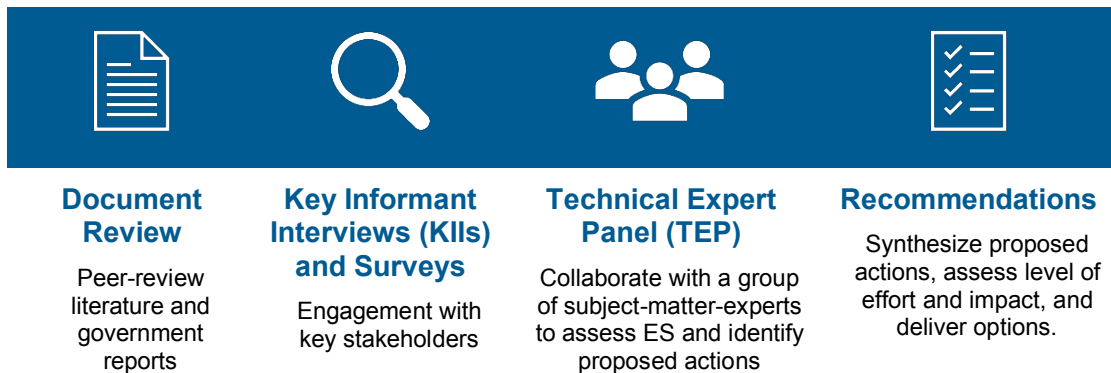 Document
Review
Peer-review
literature and
government
reports
Key Informant
Interviews (KIIs)
and Surveys
Engagement with
key stakeholders
Technical Expert
Panel (TEP)
Collaborate with a group
of subject-matter-experts
to assess ES and identify
proposed actions
Recommendations
Synthesize proposed
actions, assess level of
effort and impact, and
deliver options.